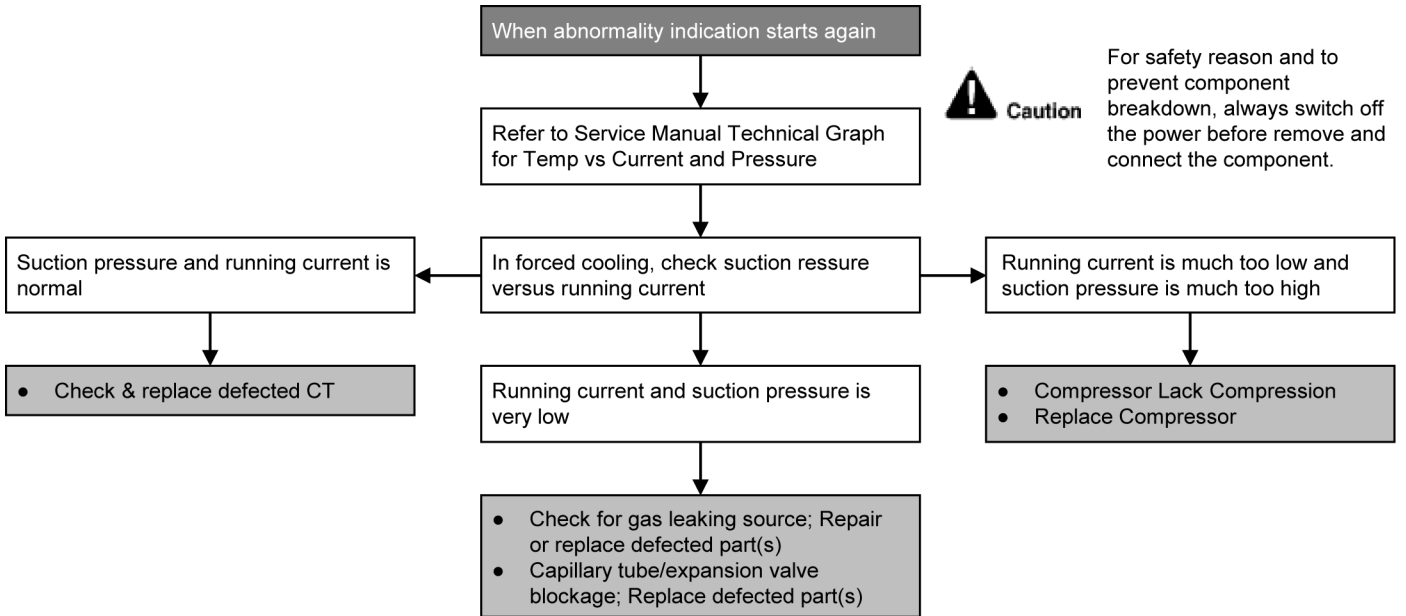 When abnormality indication starts again
Caution
For safety reason and to
prevent component
breakdown, always switch off
the power before remove and
connect the component.
Refer to Service Manual Technical Graph
for Temp vs Current and Pressure
Suction pressure and running current is
normal
In forced cooling, check suction ressure
versus running current
Running current is much too low and
suction pressure is much too high
● Check & replace defected CT
Running current and suction pressure is
very low
● Compressor Lack Compression
● Replace Compressor
● Check for gas leaking source; Repair
or replace defected part(s)
● Capillary tube/expansion valve
blockage; Replace defected part(s)